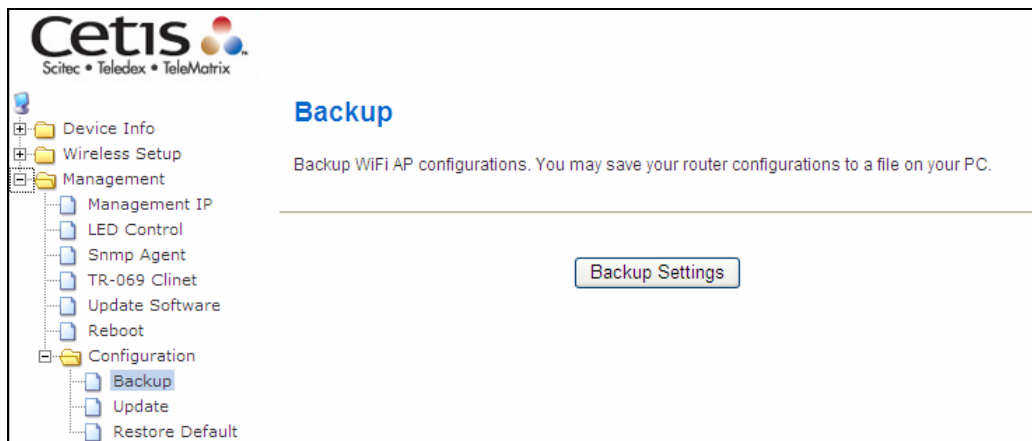 Cetis
Scitec • Teledex • TeleMatrix
Device Info
Wireless Setup
Management
Management IP
LED Control
Snmp Agent
TR-069 Clinet
Update Software
Reboot
Configuration
Backup
Update
Restore Default
Backup
Backup WiFi AP configurations. You may save your router configurations to a file on your PC.
Backup Settings